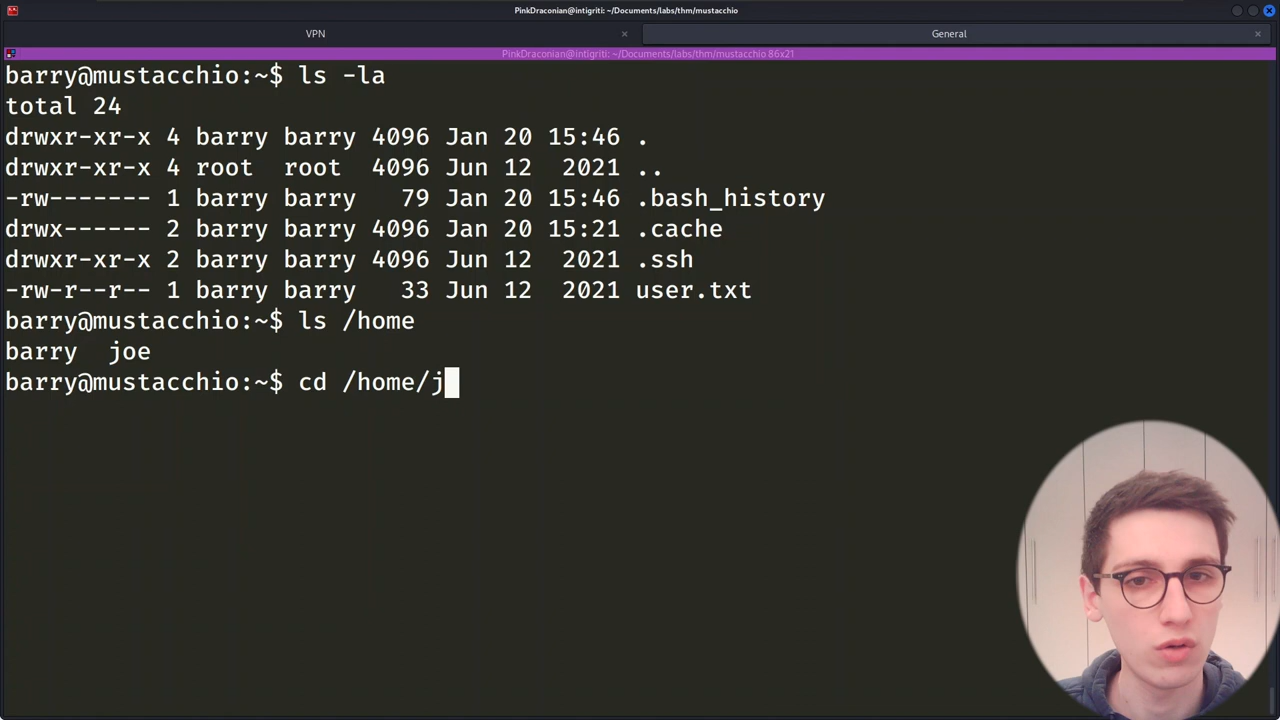 PinkDraconian@intigriti: ~/Documents/labs/thm/mustacchio
VPN
General
PinkDraconian@intigriti: ~/Documents/labs/thm/mustacchio 86x21
barry@mustacchio:~$ ls -la
total 24
drwxr-xr-x 4 barry barry 4096 Jan 20 15:46 .
drwxr-xr-x 4 root  root  4096 Jun 12  2021 ..
-rw------- 1 barry barry   79 Jan 20 15:46 .bash_history
drwx------ 2 barry barry 4096 Jan 20 15:21 .cache
drwxr-xr-x 2 barry barry 4096 Jun 12  2021 .ssh
-rw-r--r-- 1 barry barry   33 Jun 12  2021 user.txt
barry@mustacchio:~$ ls /home
barry  joe
barry@mustacchio:~$ cd /home/j